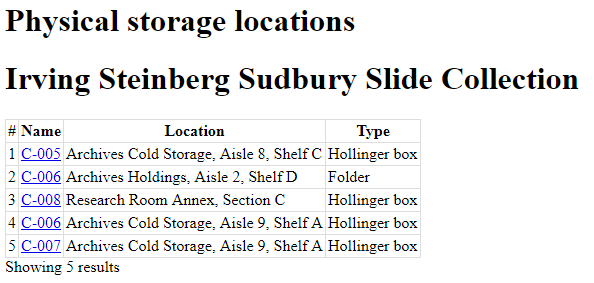 Physical storage locations
Irving Steinberg Sudbury Slide Collection
# Name Location Type
1 C-005 Archives Cold Storage, Aisle 8, Shelf C Hollinger box
2 C-006 Archives Holdings, Aisle 2, Shelf D Folder
3 C-008 Research Room Annex, Section C Hollinger box
4 C-006 Archives Cold Storage, Aisle 9, Shelf A Hollinger box
5 C-007 Archives Cold Storage, Aisle 9, Shelf A Hollinger box
Showing 5 results